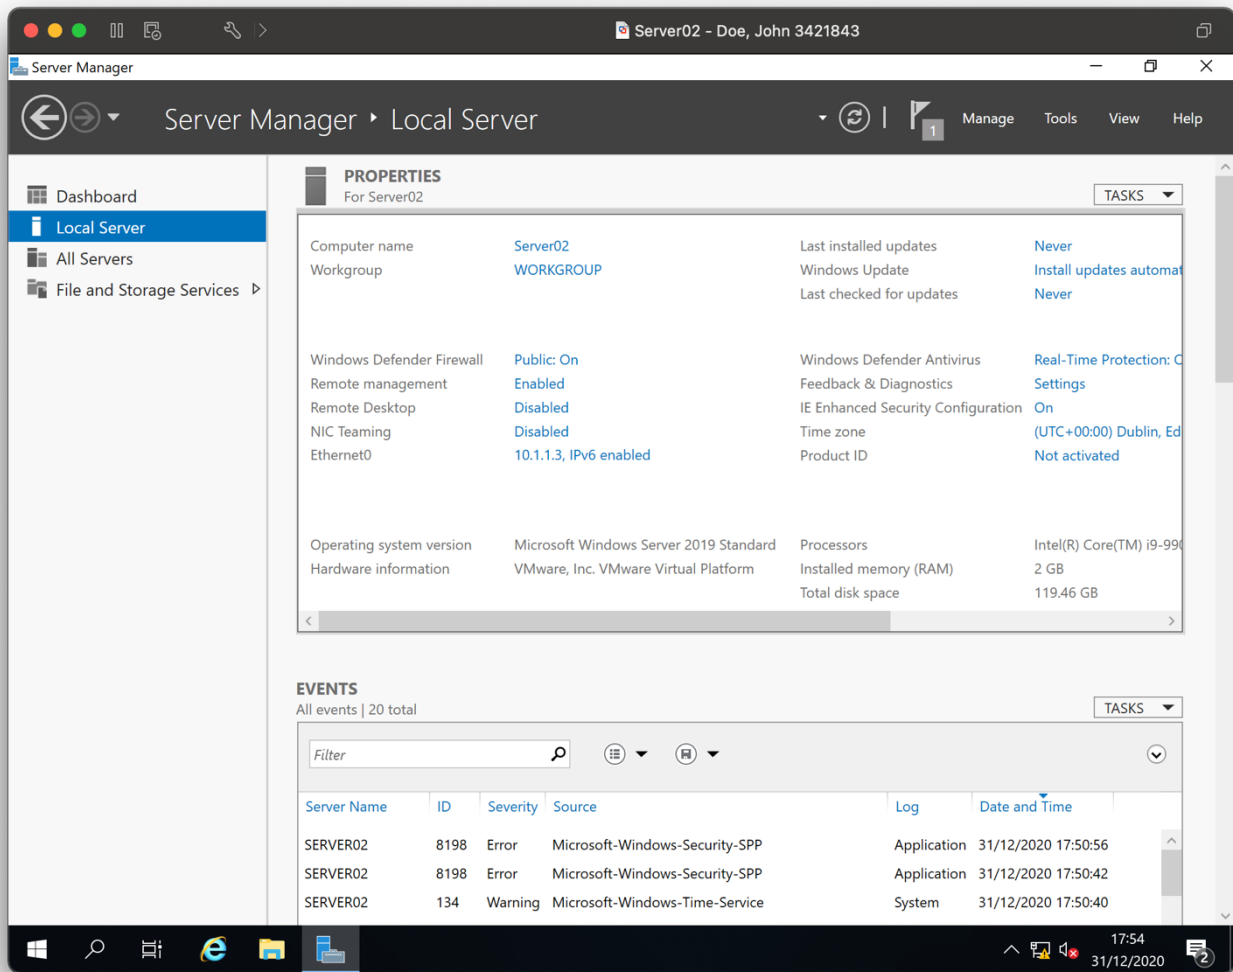 Server02 - Doe, John 3421843
Server Manager
Server Manager ‣ Local Server
1
Manage Tools View Help
Dashboard
Local Server
All Servers
File and Storage Services
PROPERTIES
For Server02
TASKS
Computer name Server02
Workgroup WORKGROUP
Last installed updates Never
Windows Update Install updates automat
Last checked for updates Never
Windows Defender Firewall Public: On
Remote management Enabled
Remote Desktop Disabled
NIC Teaming Disabled
Ethernet0 10.1.1.3, IPv6 enabled
Windows Defender Antivirus Real-Time Protection:
Feedback & Diagnostics Settings
IE Enhanced Security Configuration On
Time zone (UTC+00:00) Dublin, Ed
Product ID Not activated
Operating system version Microsoft Windows Server 2019 Standard
Hardware information VMware, Inc. VMware Virtual Platform
Processors Intel(R) Core(TM) i9-990
Installed memory (RAM) 2 GB
Total disk space 119.46 GB
EVENTS
All events | 20 total
TASKS
Filter
Server Name ID Severity Source Log Date and Time
SERVER02 8198 Error Microsoft-Windows-Security-SPP Application 31/12/2020 17:50:56
SERVER02 8198 Error Microsoft-Windows-Security-SPP Application 31/12/2020 17:50:42
SERVER02 134 Warning Microsoft-Windows-Time-Service System 31/12/2020 17:50:40
17:54
31/12/2020
2